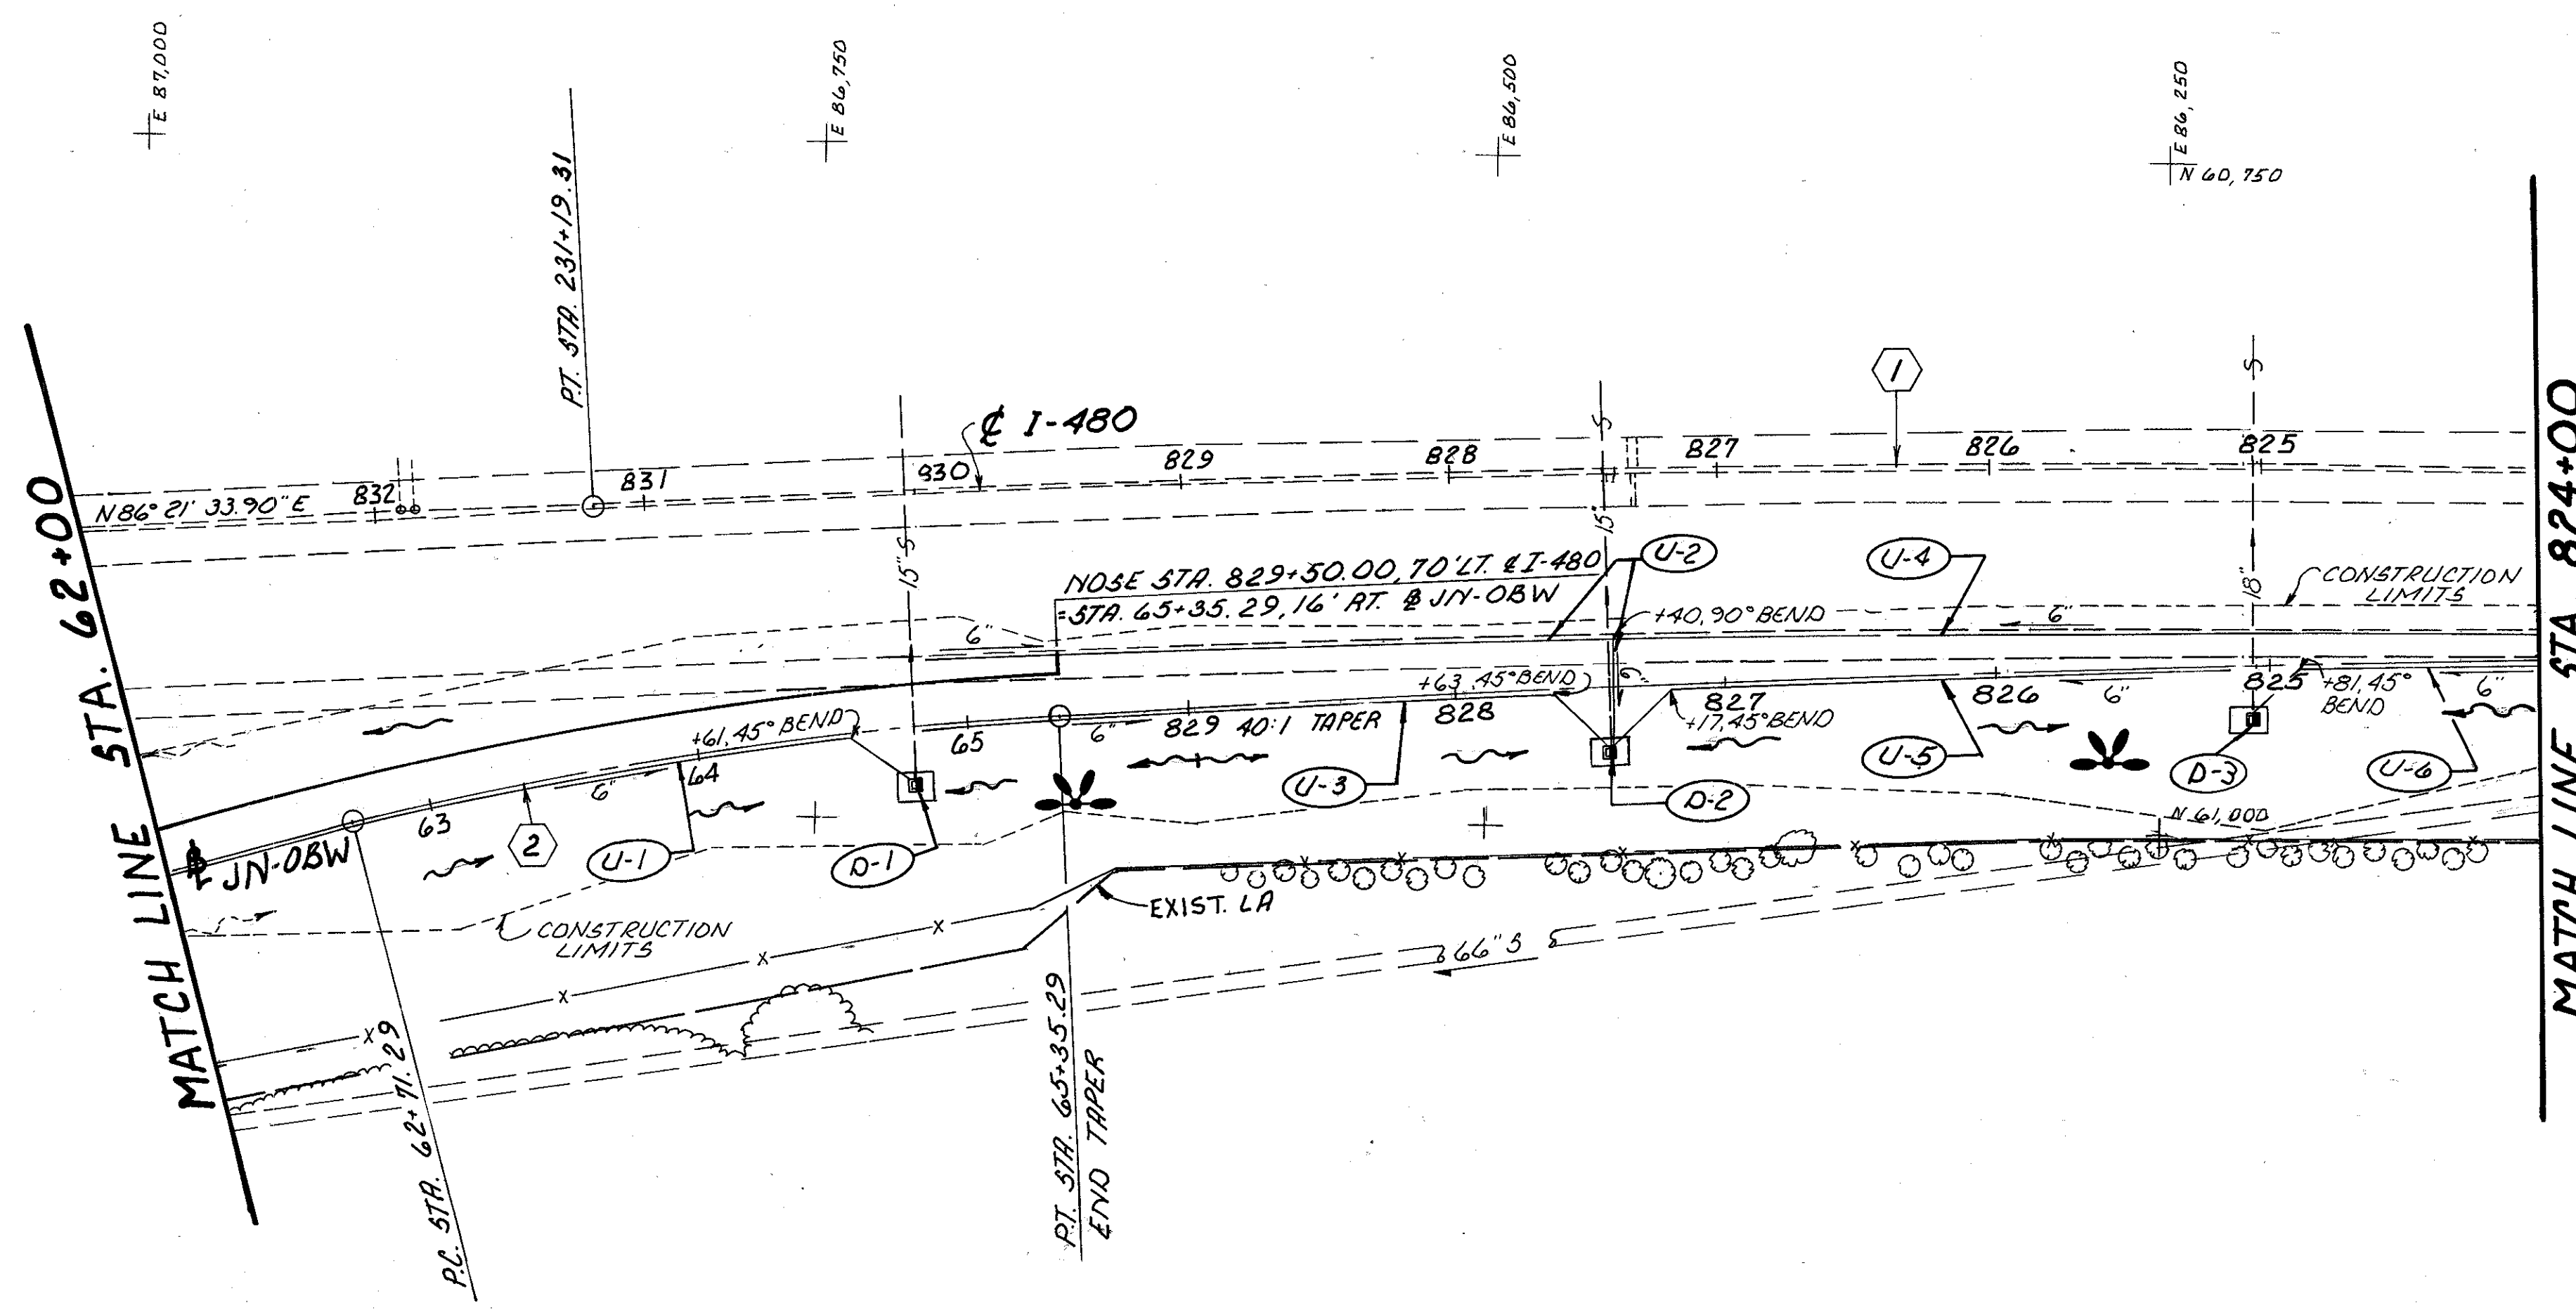 E 87,000
E 86,750
E 86,500
E 86,250
N 60,750
P.T. STA. 231+19.31
1
℄ I-480
832
831
930
829
828
827
826
825
N 86° 21' 33.90" E
S
S
15" S
15"
18"
MATCH LINE STA. 62+00
MATCH LINE STA 824+00
NOSE STA. 829+50.00, 70' LT. ℄ I-480
= STA. 65+35.29, 16' RT. ⅊ JN-OBW
U-2
U-4
CONSTRUCTION
LIMITS
+40, 90° BEND
6"
6"
6"
+63, 45° BEND
+61, 45° BEND
+17, 45° BEND
+81, 45°
BEND
65
6"
829
40:1 TAPER
828
827
826
6"
825
6"
64
6"
63
2
U-1
D-1
U-3
D-2
U-5
D-3
U-6
⅊ JN-OBW
N 61,000
CONSTRUCTION
LIMITS
EXIST. LA
66" S
P.C. STA. 62+71.29
P.T. STA. 65+35.29
END TAPER